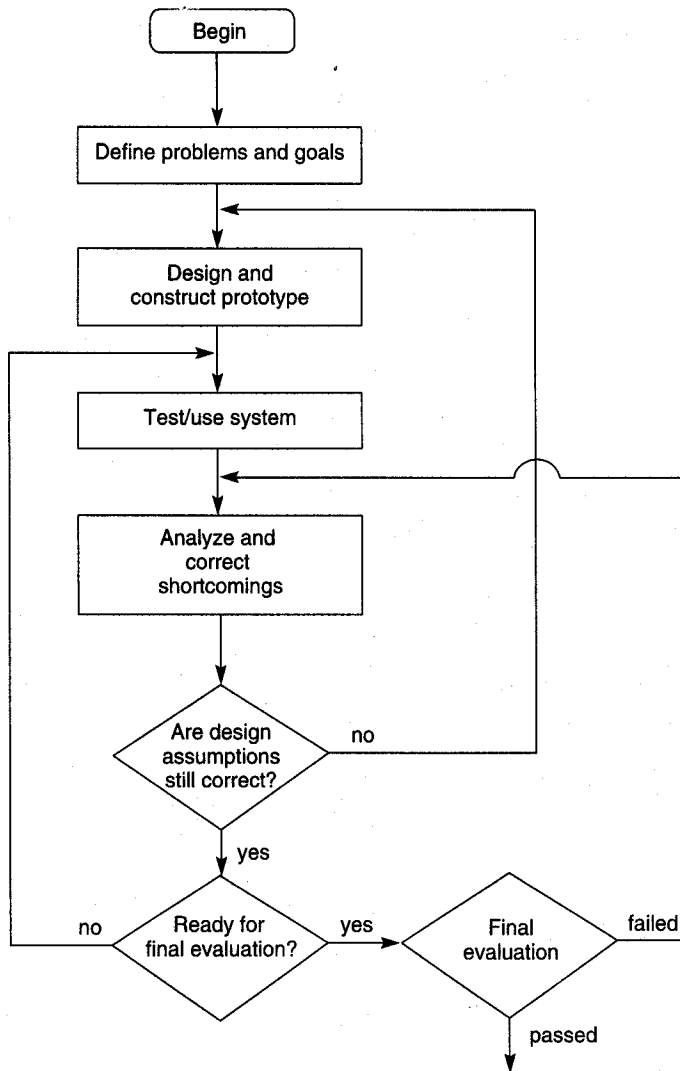 Begin
Define problems and goals
Design and
construct prototype
Test/use system
Analyze and
correct
shortcomings
Are design
assumptions
still correct?
no
yes
Ready for
final evaluation?
no
yes
Final
evaluation
failed
passed